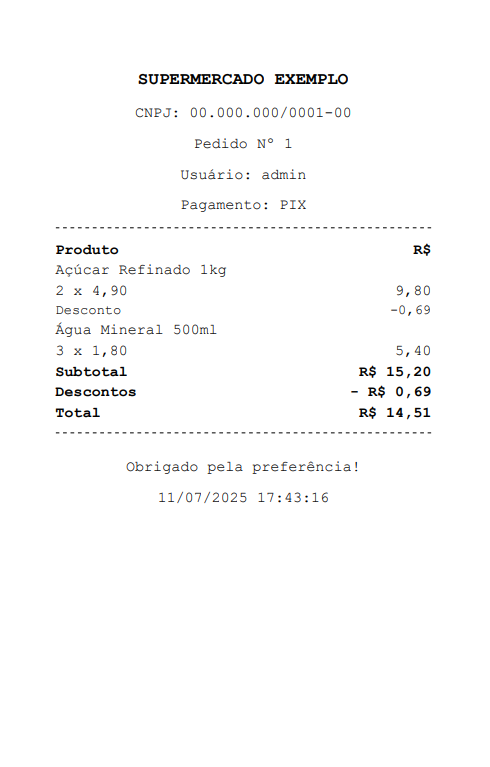 SUPERMERCADO EXEMPLO
CNPJ: 00.000.000/0001-00
Pedido Nº 1
Usuário: admin
Pagamento: PIX
Produto R$
Açúcar Refinado 1kg
2 x 4,90 9,80
Desconto -0,69
Água Mineral 500ml
3 x 1,80 5,40
Subtotal R$ 15,20
Descontos - R$ 0,69
Total R$ 14,51
Obrigado pela preferência!
11/07/2025 17:43:16